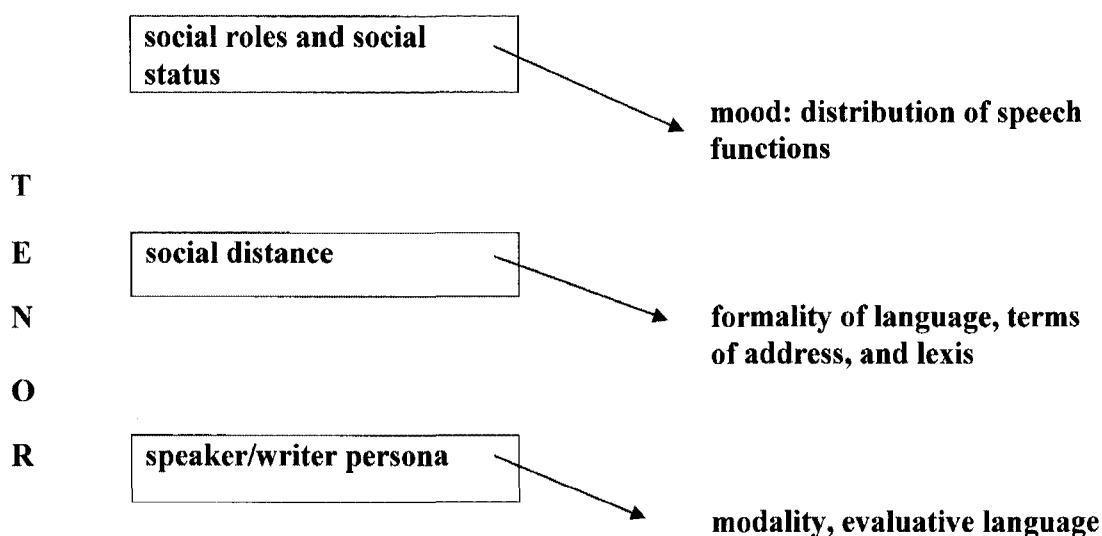 social roles and social
status
mood: distribution of speech
functions
T
E
N
O
R
social distance
formality of language, terms
of address, and lexis
speaker/writer persona
modality, evaluative language